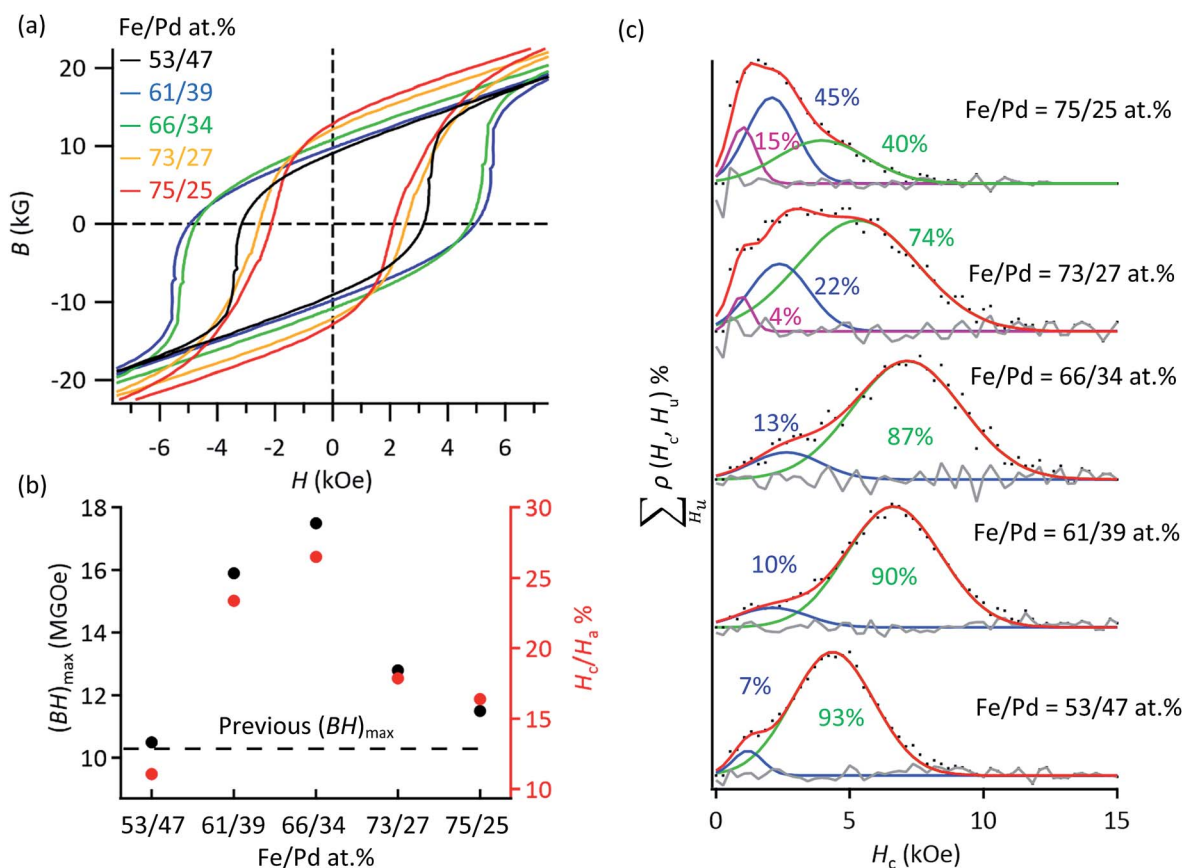 (a)
Fe/Pd at.%
53/47
61/39
66/34
73/27
75/25
20
10
0
-10
-20
B (kG)
-6 -4 -2 0 2 4 6
H (kOe)
(b)
18
16
14
12
10
(BH)max (MGOe)
30
25
20
15
10
Hc/Ha %
Previous (BH)max
53/47 61/39 66/34 73/27 75/25
Fe/Pd at.%
(c)
45%
15%
40%
Fe/Pd = 75/25 at.%
74%
22%
4%
Fe/Pd = 73/27 at.%
13%
87%
Fe/Pd = 66/34 at.%
10%
90%
Fe/Pd = 61/39 at.%
7%
93%
Fe/Pd = 53/47 at.%
∑Hu ρ (Hc, Hu) %
0 5 10 15
Hc (kOe)